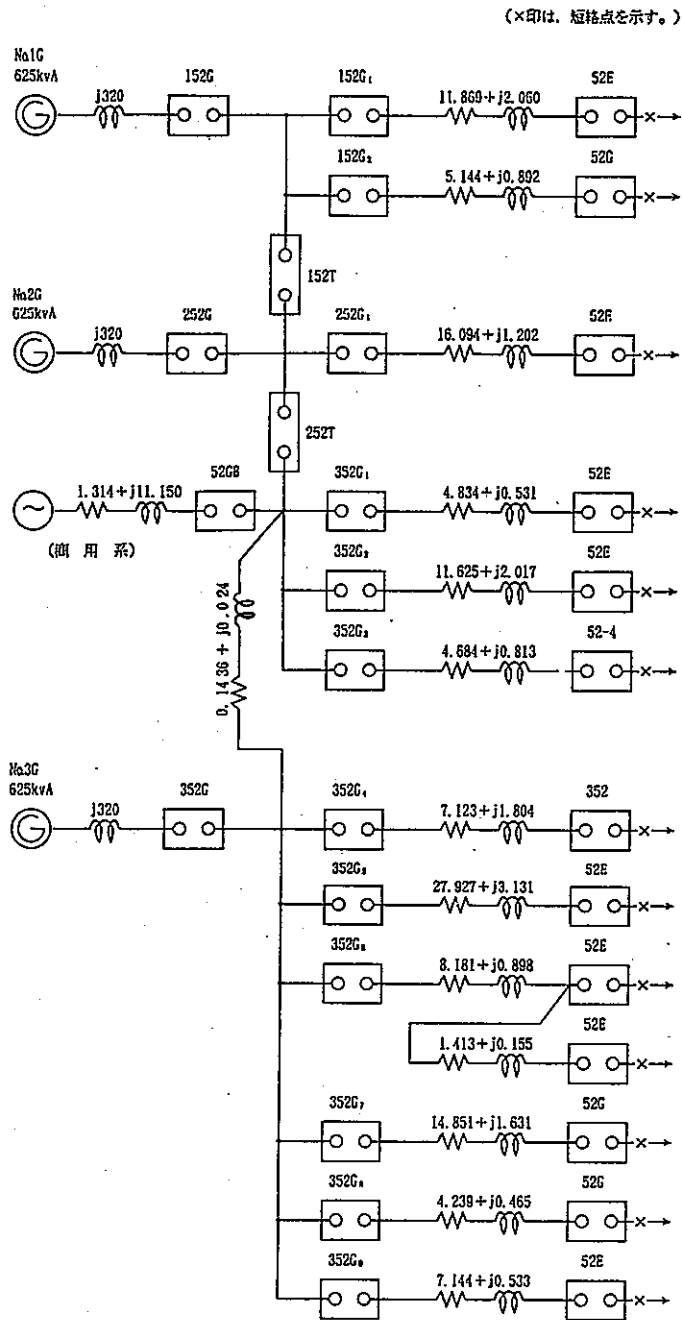 (×印は、短絡点を示す。)
No1G
625kvA
j320
152G
152G₁
11.869+j2.060
52E
152G₂
5.144+j0.892
52G
152T
No2G
625kvA
j320
252G
252G₁
16.094+j1.202
52E
252T
1.314+j11.150
(商用系)
52GB
352G₁
4.834+j0.531
52E
352G₂
11.625+j2.017
52E
352G₃
4.684+j0.813
52-4
0.1436+j0.024
No3G
625kvA
j320
352G
352G₄
7.123+j1.804
352
352G₅
27.927+j3.131
52E
352G₆
8.181+j0.898
52E
1.413+j0.155
52E
352G₇
14.851+j1.631
52G
352G₈
4.239+j0.465
52G
352G₉
7.144+j0.533
52E